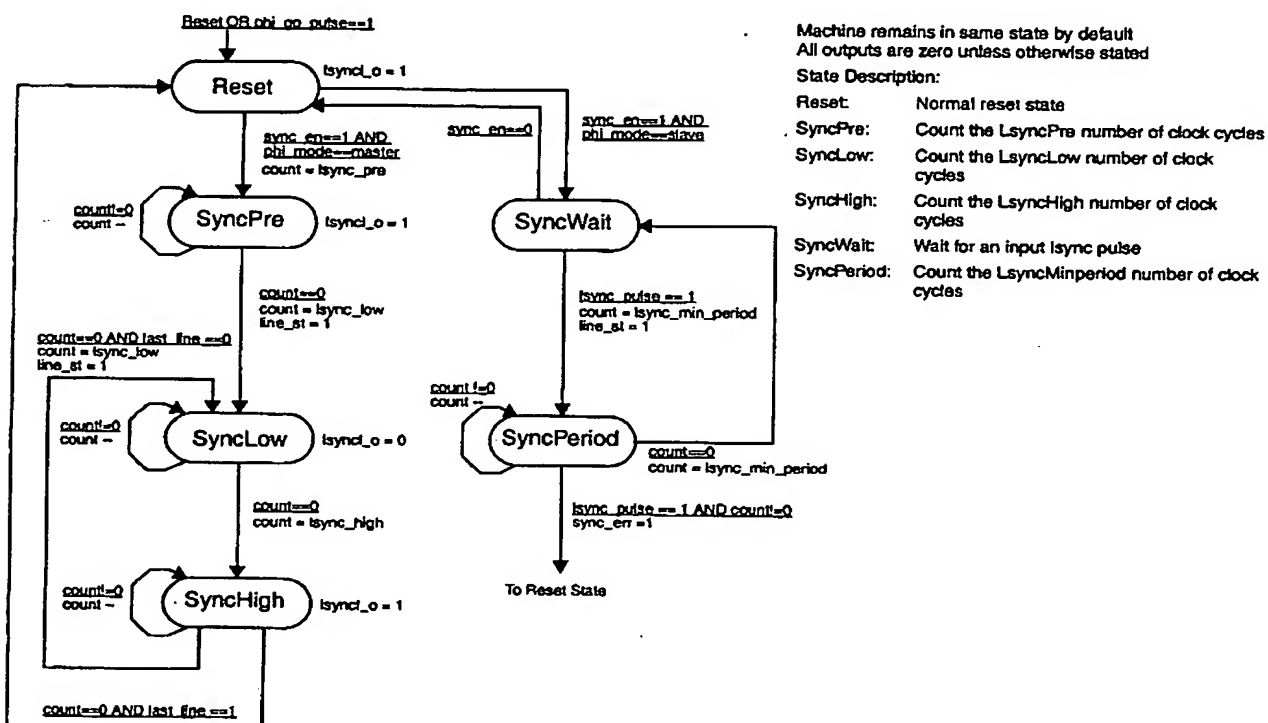 Reset OR phi_go_pulse==1
Reset
lsyncl_o = 1
sync_en==1 AND
phi_mode==master
count = lsync_pre
sync_en==0
sync_en==1 AND
phi_mode==slave
count!=0
count --
SyncPre
lsyncl_o = 1
SyncWait
count==0
count = lsync_low
line_st = 1
lsync_pulse == 1
count = lsync_min_period
line_st = 1
count==0 AND last_line ==0
count = lsync_low
line_st = 1
count!=0
count --
SyncLow
lsyncl_o = 0
count !=0
count --
SyncPeriod
count==0
count = lsync_min_period
count==0
count = lsync_high
lsync_pulse == 1 AND count!=0
sync_err =1
To Reset State
count!=0
count --
SyncHigh
lsyncl_o = 1
count==0 AND last_line ==1
Machine remains in same state by default
All outputs are zero unless otherwise stated
State Description:
Reset: Normal reset state
SyncPre: Count the LsyncPre number of clock cycles
SyncLow: Count the LsyncLow number of clock
cycles
SyncHigh: Count the LsyncHigh number of clock
cycles
SyncWait: Wait for an input lsync pulse
SyncPeriod: Count the LsyncMinperiod number of clock
cycles